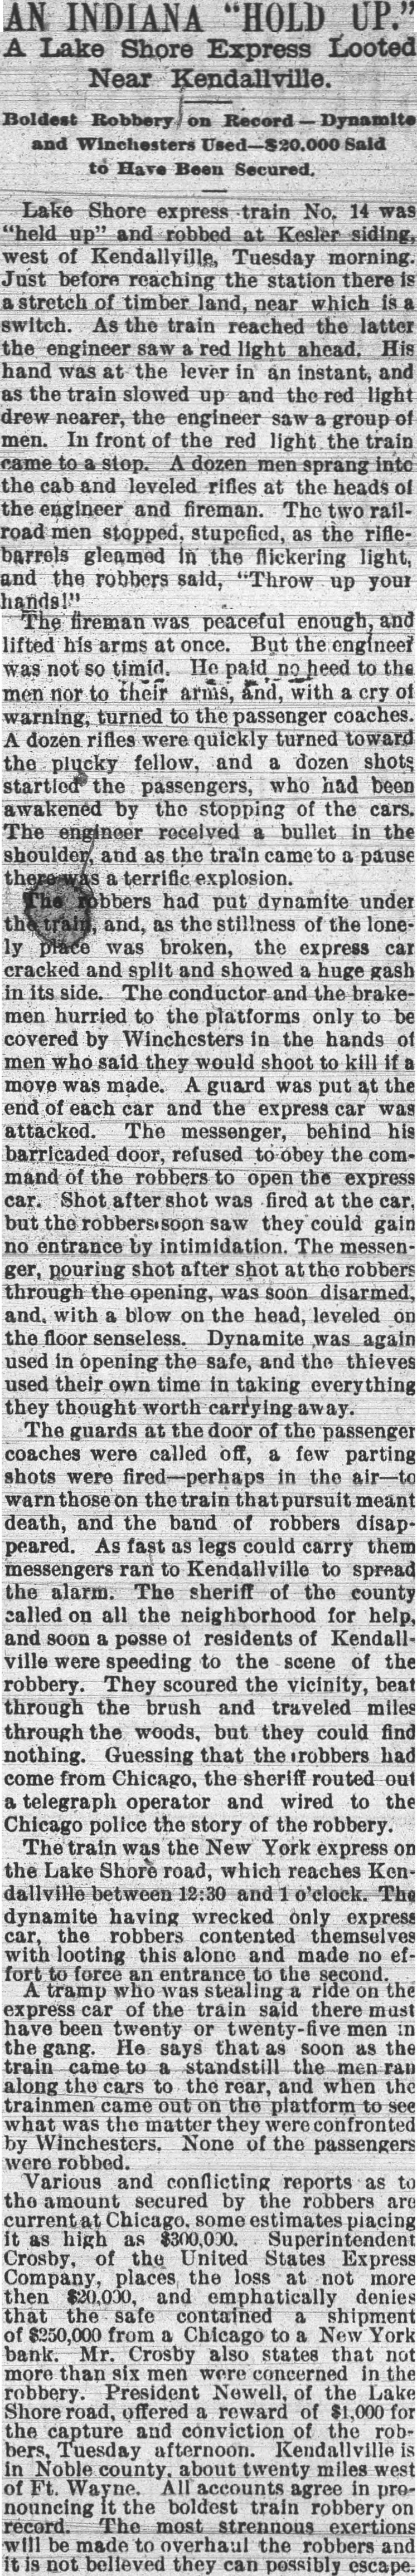 AN INDIANA "HOLD UP."
A Lake Shore Express Looted
Near Kendallville.
Boldest Robbery on Record — Dynamite
and Winchesters Used—$20.000 Said
to Have Been Secured.
Lake Shore express train No. 14 was
"held up" and robbed at Kesler siding,
west of Kendallville, Tuesday morning.
Just before reaching the station there is
a stretch of timber land, near which is a
switch. As the train reached the latter
the engineer saw a red light ahead. His
hand was at the lever in an instant, and
as the train slowed up and the red light
drew nearer, the engineer saw a group of
men. In front of the red light the train
came to a stop. A dozen men sprang into
the cab and leveled rifles at the heads of
the engineer and fireman. The two rail-
road men stopped, stupefied, as the rifle-
barrels gleamed in the flickering light,
and the robbers said, "Throw up your
hands!"
The fireman was peaceful enough, and
lifted his arms at once. But the engineer
was not so timid. He paid no heed to the
men nor to their arms, and, with a cry of
warning, turned to the passenger coaches.
A dozen rifles were quickly turned toward
the plucky fellow, and a dozen shots
startled the passengers, who had been
awakened by the stopping of the cars.
The engineer received a bullet in the
shoulder, and as the train came to a pause
there was a terrific explosion.
The robbers had put dynamite under
the train, and, as the stillness of the lone-
ly place was broken, the express car
cracked and split and showed a huge gash
in its side. The conductor and the brake-
men hurried to the platforms only to be
covered by Winchesters in the hands of
men who said they would shoot to kill if a
move was made. A guard was put at the
end of each car and the express car was
attacked. The messenger, behind his
barricaded door, refused to obey the com-
mand of the robbers to open the express
car. Shot after shot was fired at the car,
but the robbers soon saw they could gain
no entrance by intimidation. The messen-
ger, pouring shot after shot at the robbers
through the opening, was soon disarmed,
and, with a blow on the head, leveled on
the floor senseless. Dynamite was again
used in opening the safe, and the thieves
used their own time in taking everything
they thought worth carrying away.
The guards at the door of the passenger
coaches were called off, a few parting
shots were fired—perhaps in the air—to
warn those on the train that pursuit meant
death, and the band of robbers disap-
peared. As fast as legs could carry them
messengers ran to Kendallville to spread
the alarm. The sheriff of the county
called on all the neighborhood for help,
and soon a posse of residents of Kendall-
ville were speeding to the scene of the
robbery. They scoured the vicinity, beat
through the brush and traveled miles
through the woods, but they could find
nothing. Guessing that the robbers had
come from Chicago, the sheriff routed out
a telegraph operator and wired to the
Chicago police the story of the robbery.
The train was the New York express on
the Lake Shore road, which reaches Ken-
dallville between 12:30 and 1 o'clock. The
dynamite having wrecked only express
car, the robbers contented themselves
with looting this alone and made no ef-
fort to force an entrance to the second.
A tramp who was stealing a ride on the
express car of the train said there must
have been twenty or twenty-five men in
the gang. He says that as soon as the
train came to a standstill the men ran
along the cars to the rear, and when the
trainmen came out on the platform to see
what was the matter they were confronted
by Winchesters. None of the passengers
were robbed.
Various and conflicting reports as to
the amount secured by the robbers are
current at Chicago, some estimates placing
it as high as $300,000. Superintendent
Crosby, of the United States Express
Company, places the loss at not more
then $20,000, and emphatically denies
that the safe contained a shipment
of $250,000 from a Chicago to a New York
bank. Mr. Crosby also states that not
more than six men were concerned in the
robbery. President Newell, of the Lake
Shore road, offered a reward of $1,000 for
the capture and conviction of the rob-
bers, Tuesday afternoon. Kendallville is
in Noble county, about twenty miles west
of Ft. Wayne. All accounts agree in pro-
nouncing it the boldest train robbery on
record. The most strenuous exertions
will be made to overhaul the robbers and
it is not believed they can possibly escape